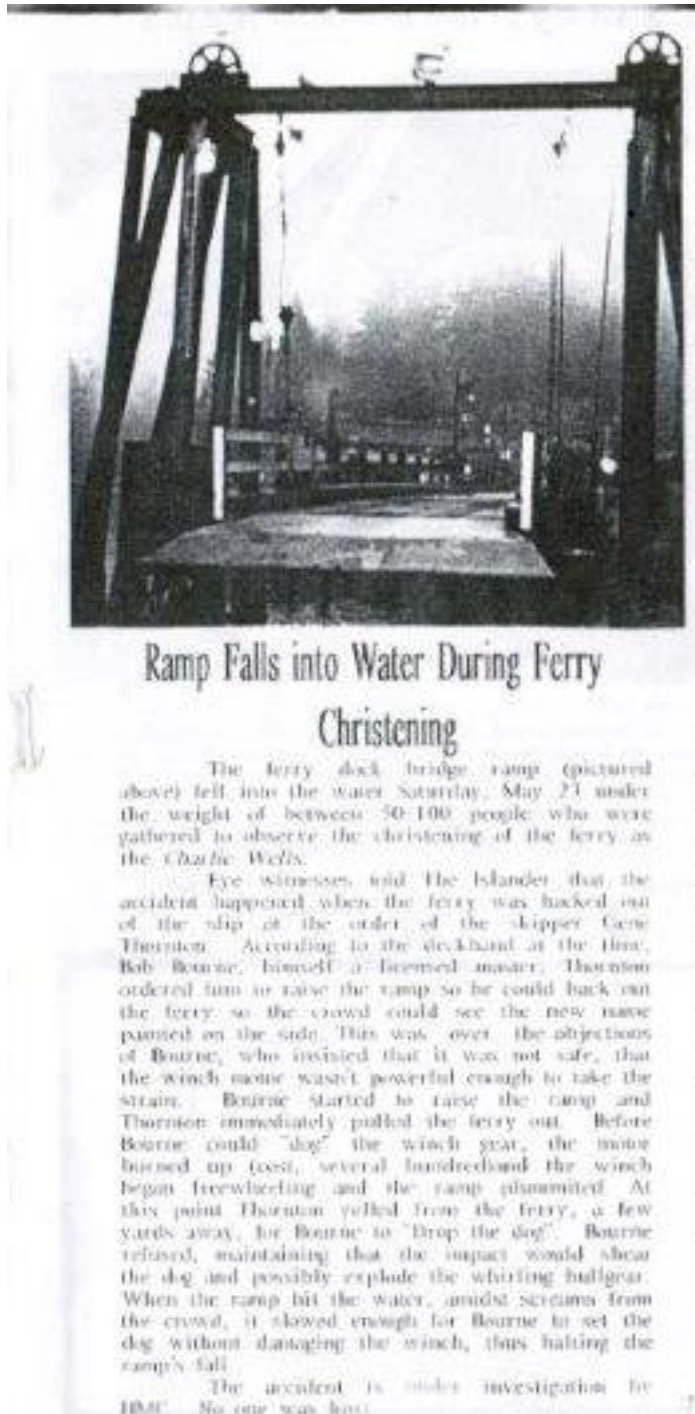 Ramp Falls into Water During Ferry
Christening
The ferry dock bridge ramp (pictured
above) fell into the water Saturday, May 23 under
the weight of between 50-100 people who were
gathered to observe the christening of the ferry as
the Charlie Wells.
Eye witnesses told The Islander that the
accident happened when the ferry was backed out
of the slip at the order of the skipper Gene
Thornton. According to the deckhand at the time,
Bob Bourne, himself a licensed master, Thornton
ordered him to raise the ramp so he could back out
the ferry so the crowd could see the new name
painted on the side. This was over the objections
of Bourne, who insisted that it was not safe, that
the winch motor wasn't powerful enough to take the
strain. Bourne started to raise the ramp and
Thornton immediately pulled the ferry out. Before
Bourne could "dog" the winch gear, the motor
burned up (cost, several hundred)and the winch
began freewheeling and the ramp plummited. At
this point Thornton yelled from the ferry, a few
yards away, for Bourne to "Drop the dog". Bourne
refused, maintaining that the impact would shear
the dog and possibly explode the whirling bullgear.
When the ramp hit the water, amidst screams from
the crowd, it slowed enough for Bourne to set the
dog without damaging the winch, thus halting the
ramp's fall.
The accident is under investigation by
HMC. No one was hurt.